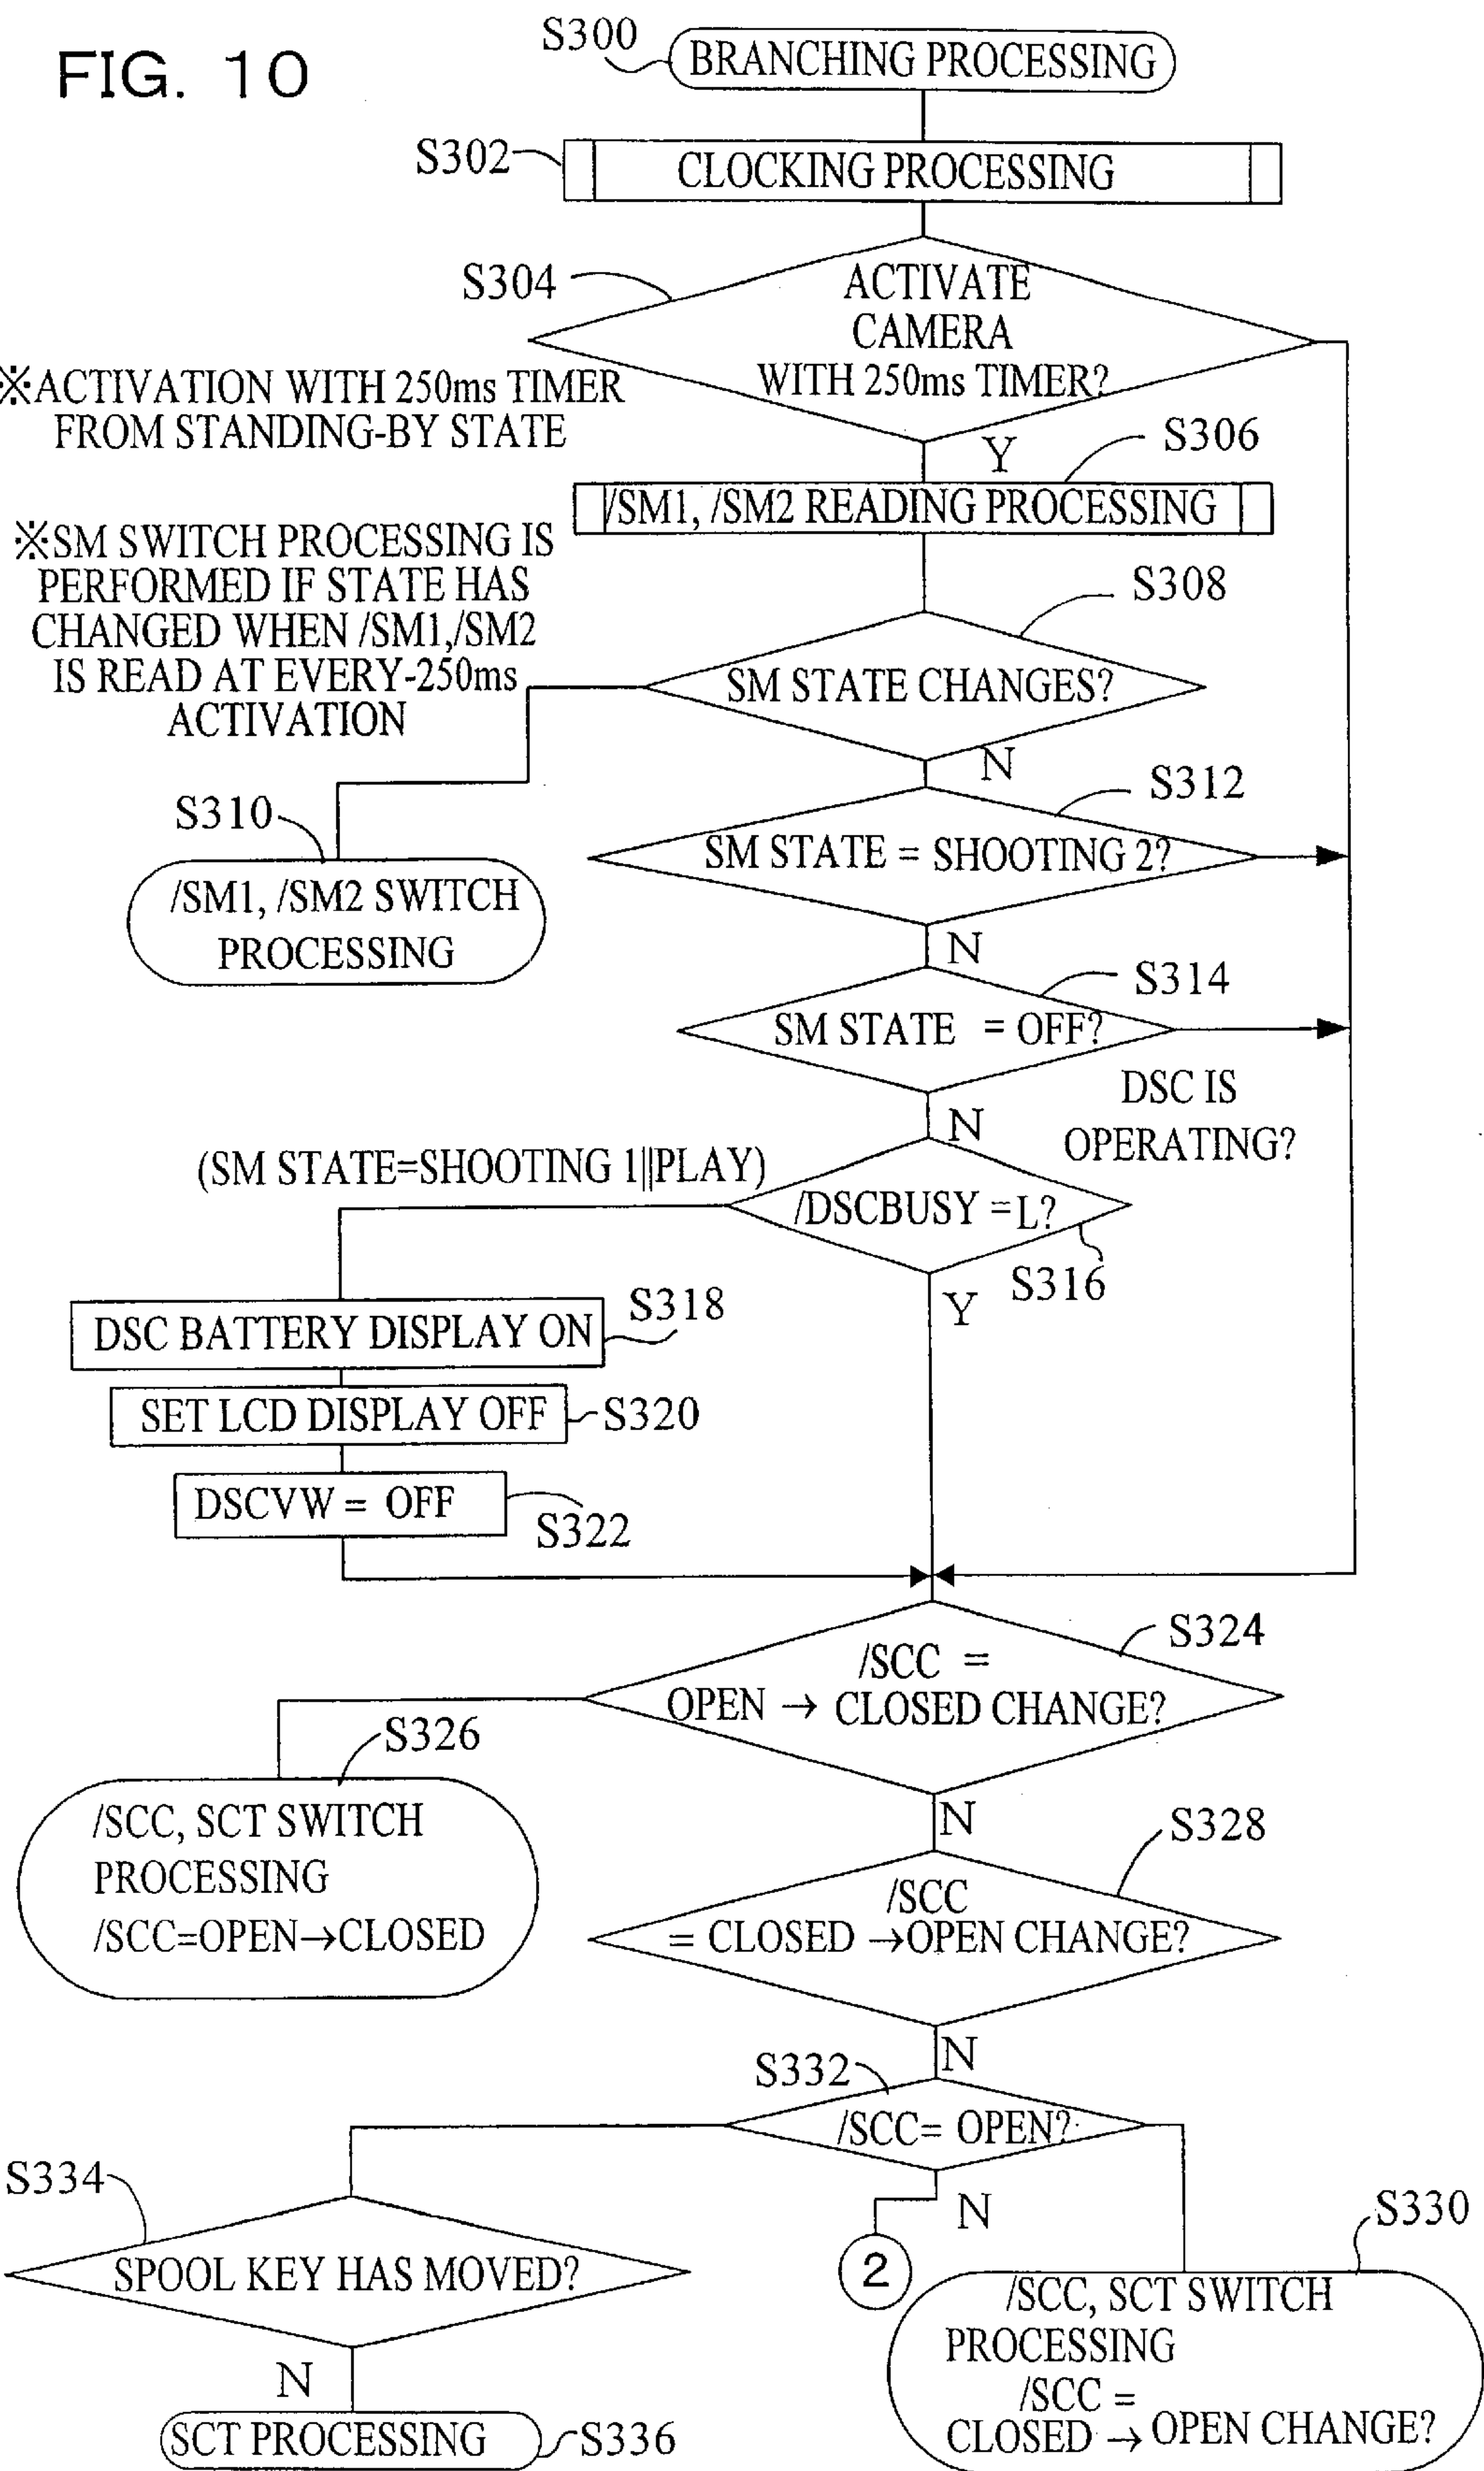 FIG. 10
S300
BRANCHING PROCESSING
S302
CLOCKING PROCESSING
S304
ACTIVATE
CAMERA
WITH 250ms TIMER?
※ACTIVATION WITH 250ms TIMER
FROM STANDING-BY STATE
Y
S306
/SM1, /SM2 READING PROCESSING
※SM SWITCH PROCESSING IS
PERFORMED IF STATE HAS
CHANGED WHEN /SM1,/SM2
IS READ AT EVERY-250ms
ACTIVATION
S308
SM STATE CHANGES?
N
S310
/SM1, /SM2 SWITCH
PROCESSING
S312
SM STATE = SHOOTING 2?
N
S314
SM STATE = OFF?
N
DSC IS
OPERATING?
(SM STATE=SHOOTING 1||PLAY)
/DSCBUSY =L?
S316
Y
S318
DSC BATTERY DISPLAY ON
SET LCD DISPLAY OFF
S320
DSCVW = OFF
S322
S324
/SCC =
OPEN → CLOSED CHANGE?
N
S326
/SCC, SCT SWITCH
PROCESSING
/SCC=OPEN→CLOSED
S328
/SCC
= CLOSED →OPEN CHANGE?
N
S332
/SCC= OPEN?
N
2
S334
SPOOL KEY HAS MOVED?
N
SCT PROCESSING
S336
S330
/SCC, SCT SWITCH
PROCESSING
/SCC =
CLOSED → OPEN CHANGE?